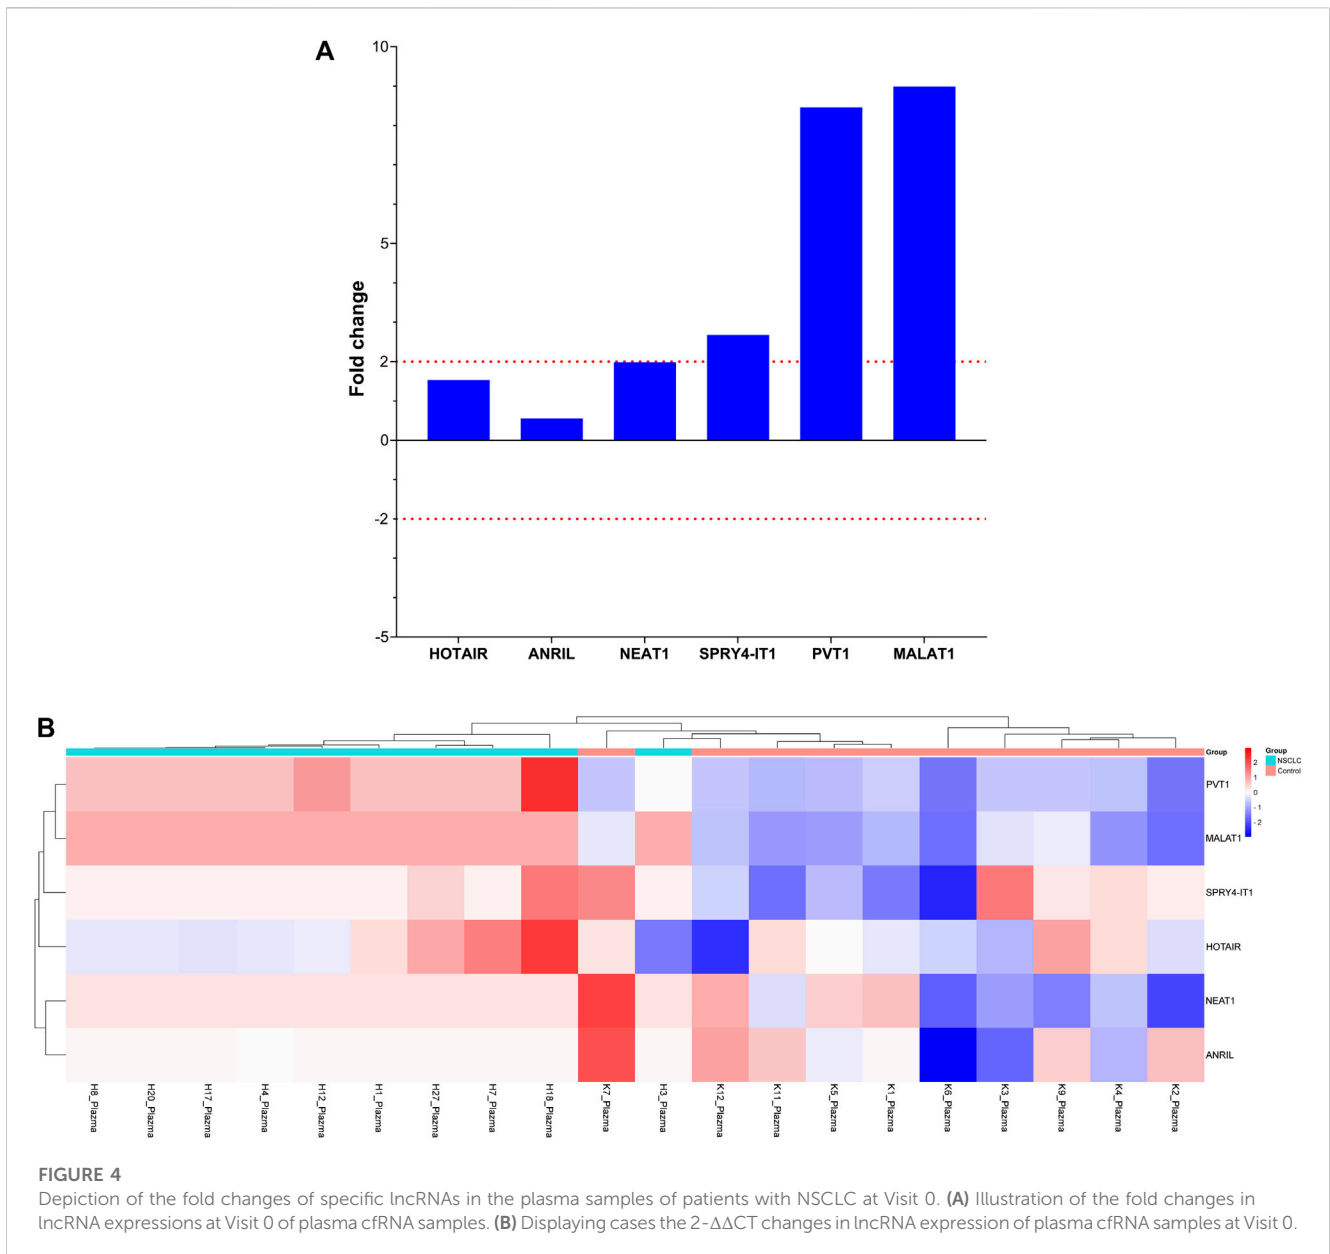 A
10
5
2
0
-2
-5
Fold change
HOTAIR ANRIL NEAT1 SPRY4-IT1 PVT1 MALAT1
B
Group
PVT1
MALAT1
SPRY4-IT1
HOTAIR
NEAT1
ANRIL
2
1
0
-1
-2
Group
NSCLC
Control
H8_Plazma
H20_Plazma
H17_Plazma
H4_Plazma
H12_Plazma
H1_Plazma
H27_Plazma
H7_Plazma
H18_Plazma
K7_Plazma
H3_Plazma
K12_Plazma
K11_Plazma
K5_Plazma
K1_Plazma
K6_Plazma
K3_Plazma
K9_Plazma
K4_Plazma
K2_Plazma
FIGURE 4
Depiction of the fold changes of specific lncRNAs in the plasma samples of patients with NSCLC at Visit 0. (A) Illustration of the fold changes in
lncRNA expressions at Visit 0 of plasma cfRNA samples. (B) Displaying cases the 2-ΔΔCT changes in lncRNA expression of plasma cfRNA samples at Visit 0.